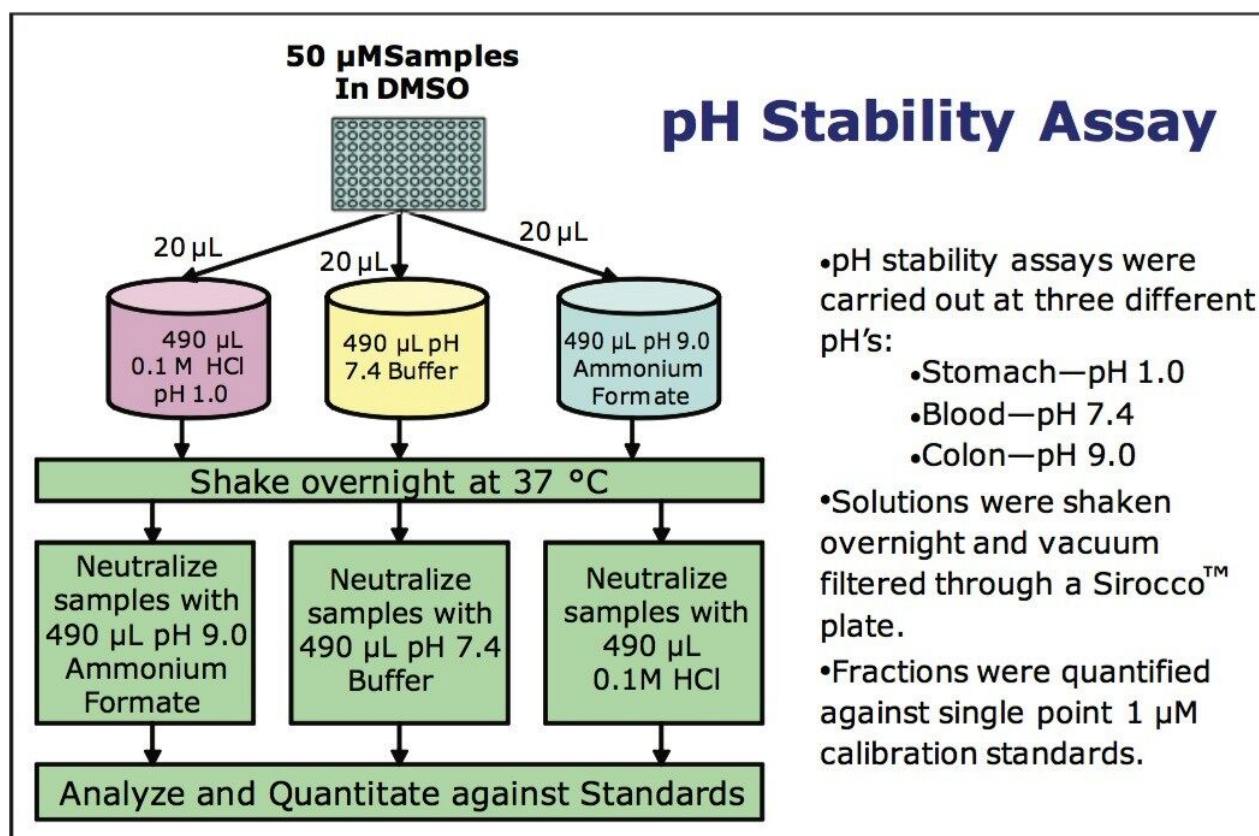 50 µMSamples
In DMSO
pH Stability Assay
20 µL
20 µL
20 µL
490 µL
0.1 M HCl
pH 1.0
490 µL pH
7.4 Buffer
490 µL pH 9.0
Ammonium
Formate
Shake overnight at 37 °C
Neutralize
samples with
490 µL pH 9.0
Ammonium
Formate
Neutralize
samples with
490 µL pH 7.4
Buffer
Neutralize
samples with
490 µL
0.1M HCl
Analyze and Quantitate against Standards
•pH stability assays were
carried out at three different
pH's:
•Stomach—pH 1.0
•Blood—pH 7.4
•Colon—pH 9.0
•Solutions were shaken
overnight and vacuum
filtered through a Sirocco™
plate.
•Fractions were quantified
against single point 1 µM
calibration standards.